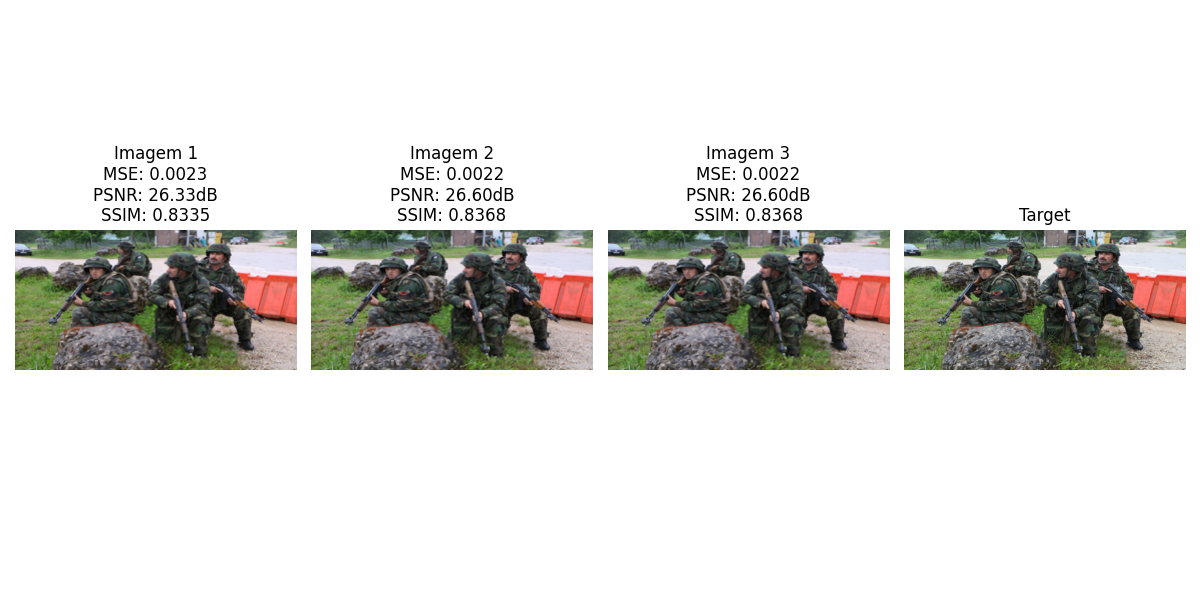 Imagem 1
MSE: 0.0023
PSNR: 26.33dB
SSIM: 0.8335
Imagem 2
MSE: 0.0022
PSNR: 26.60dB
SSIM: 0.8368
Imagem 3
MSE: 0.0022
PSNR: 26.60dB
SSIM: 0.8368
Target